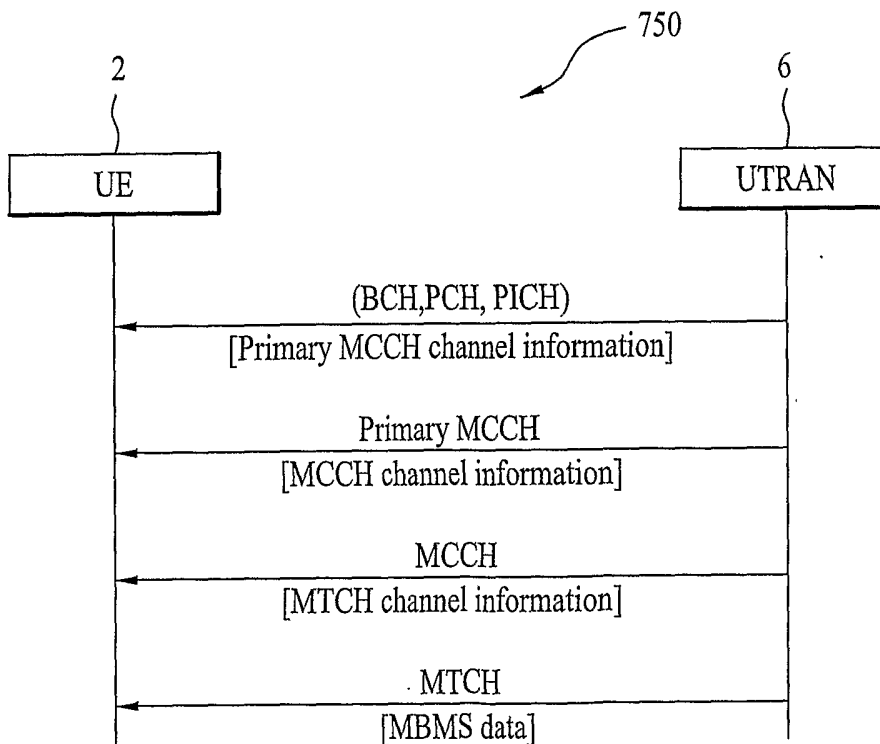 750
2
6
UE
UTRAN
(BCH,PCH, PICH)
[Primary MCCH channel information]
Primary MCCH
[MCCH channel information]
MCCH
[MTCH channel information]
MTCH
[MBMS data]